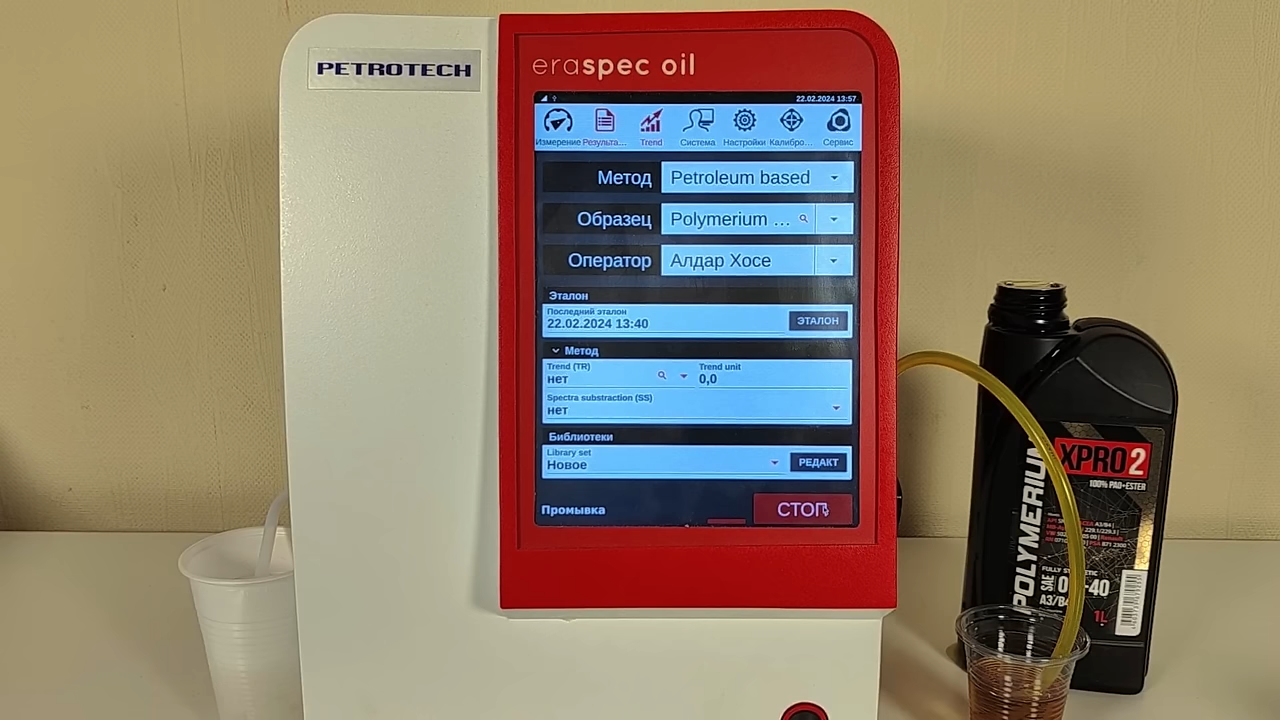 PETROTECH
eraspec oil
22.02.2024 13:57
Измерение Результа... Trend Система Настройки Калибро... Сервис
Метод Petroleum based
Образец Polymerium ...
Оператор Алдар Хосе
Эталон
Последний эталон
22.02.2024 13:40 ЭТАЛОН
Метод
Trend (TR) Trend unit
нет 0,0
Spectra substraction (SS)
нет
Библиотеки
Library set
Новое РЕДАКТ
Промывка СТОП
POLYMERIUM
XPRO2
100% PAO+ESTER
FULLY
SAE
A3/B4
1L